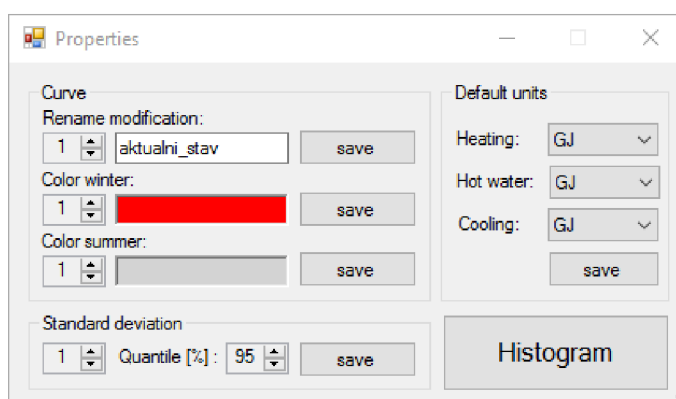 Properties
Curve
Rename modification:
1 aktualni_stav save
Color winter:
1 save
Color summer:
1 save
Standard deviation
1 Quantile [%] : 95 save
Default units
Heating: GJ
Hot water: GJ
Cooling: GJ
save
Histogram